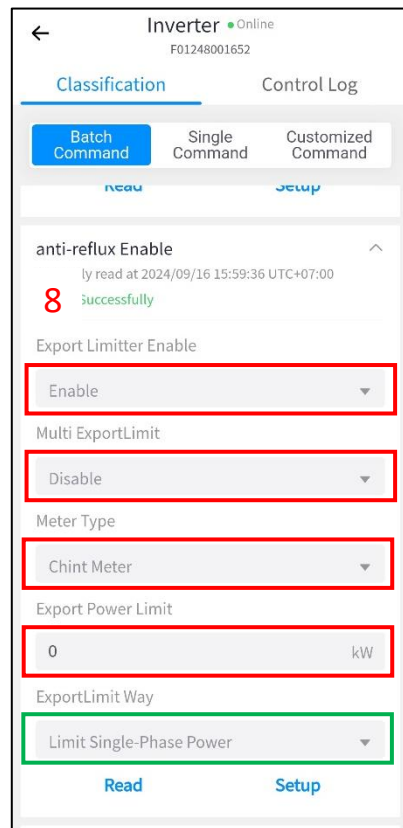 Inverter Online
F01248001652
Classification Control Log
Batch Command Single Command Customized Command
Read Setup
anti-reflux Enable
ly read at 2024/09/16 15:59:36 UTC+07:00
8 Successfully
Export Limitter Enable
Enable
Multi ExportLimit
Disable
Meter Type
Chint Meter
Export Power Limit
0 kW
ExportLimit Way
Limit Single-Phase Power
Read Setup